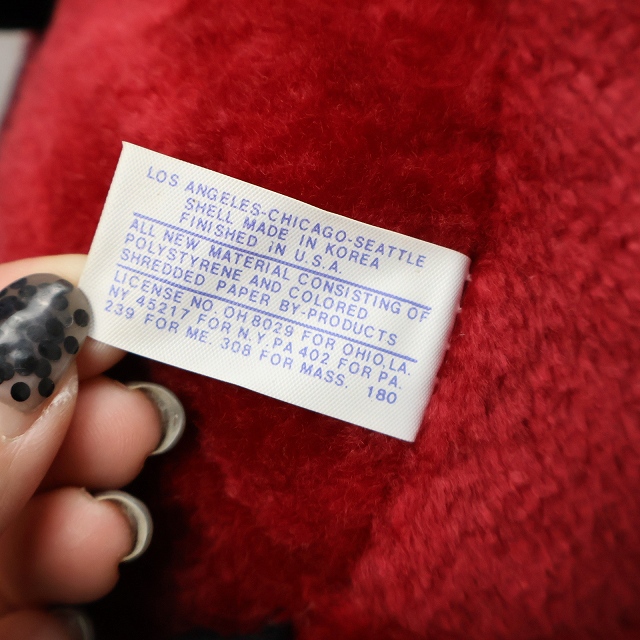 LOS ANGELES-CHICAGO-SEATTLE
SHELL MADE IN KOREA
FINISHED iN U.S.A.
ALL NEW MATERIAL CONSISTING OF
POLYSTYRENE AND COLORED
SHREDDED PAPER BY-PRODUCTS
LICENSE NO. OH 8029 FOR OHIO,LA.
NY 45217 FOR N.Y.PA 402 FOR PA.
239 FOR ME. 308 FOR MASS. 180